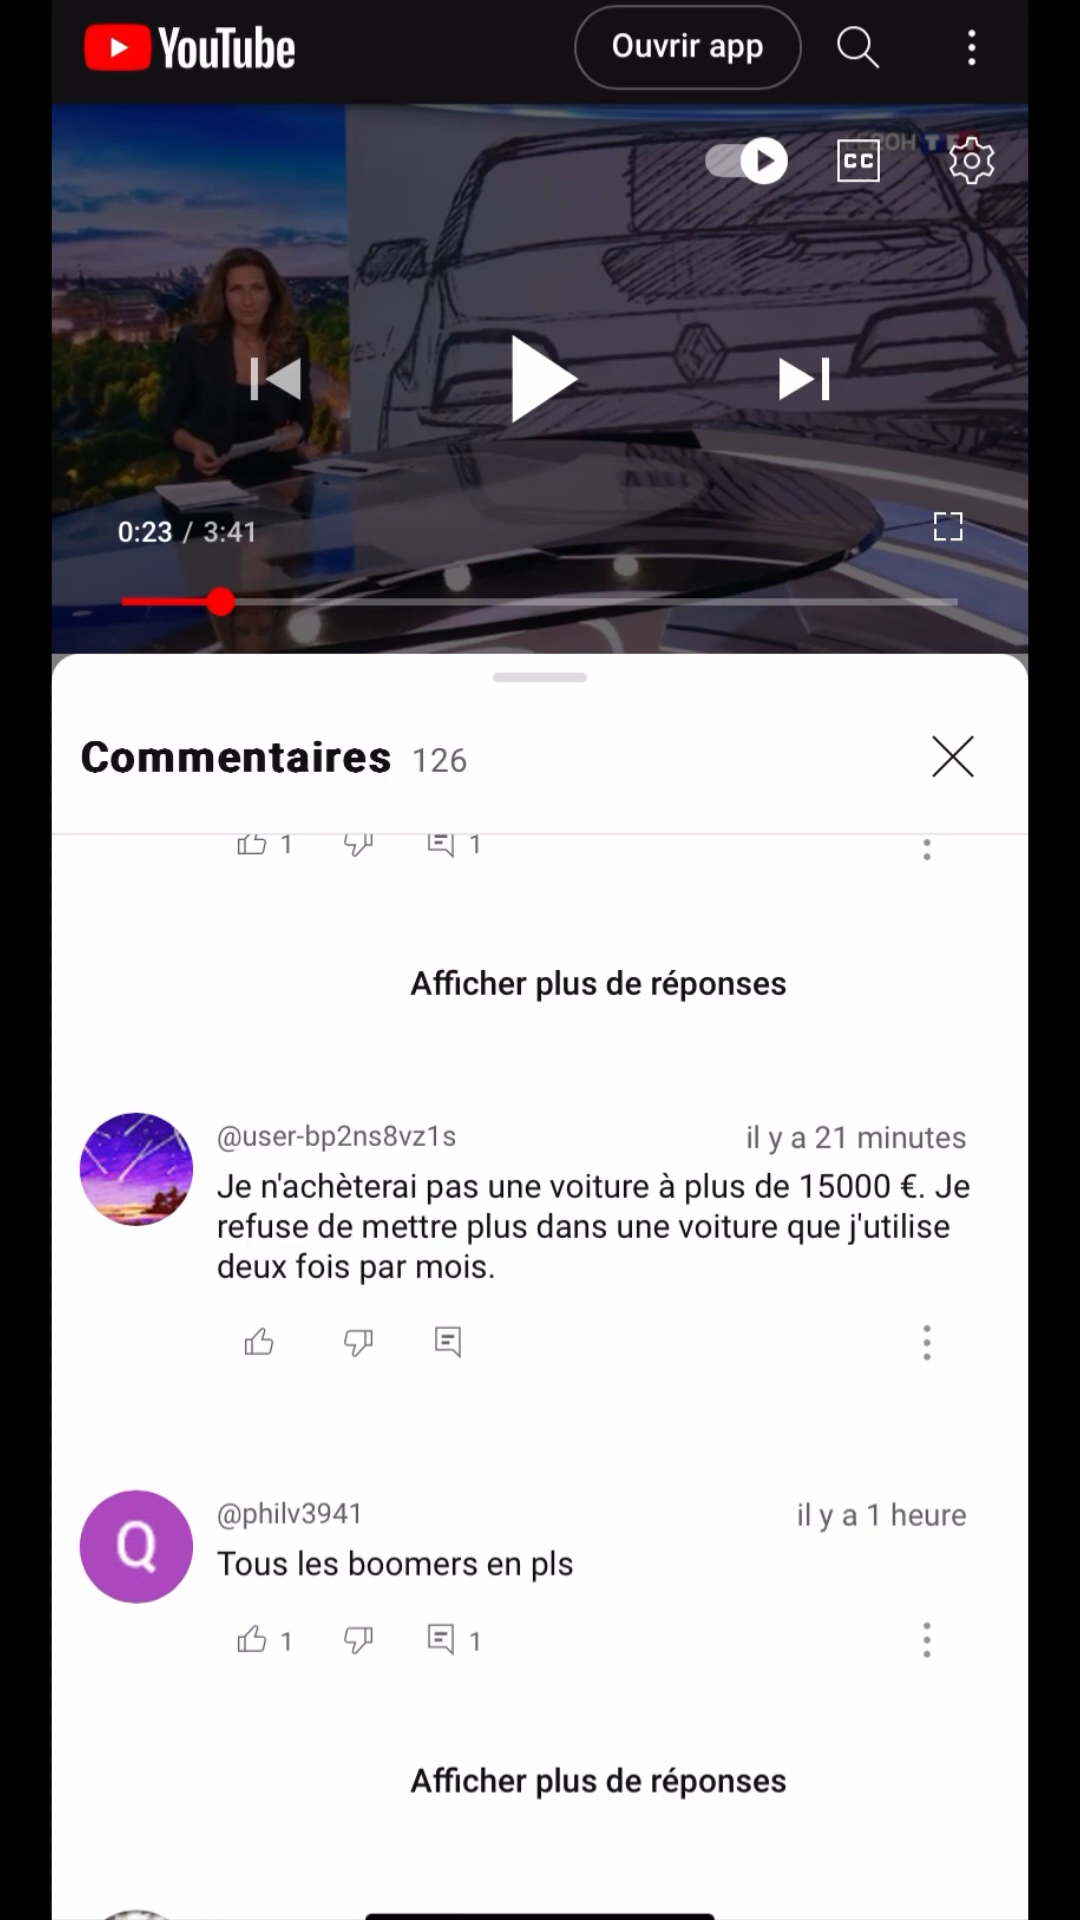 YouTube
Ouvrir app
20H TF
CC
0:23 / 3:41
Commentaires 126
1 1
Afficher plus de réponses
@user-bp2ns8vz1s il y a 21 minutes
Je n'achèterai pas une voiture à plus de 15000 €. Je
refuse de mettre plus dans une voiture que j'utilise
deux fois par mois.
Q
@philv3941 il y a 1 heure
Tous les boomers en pls
1 1
Afficher plus de réponses